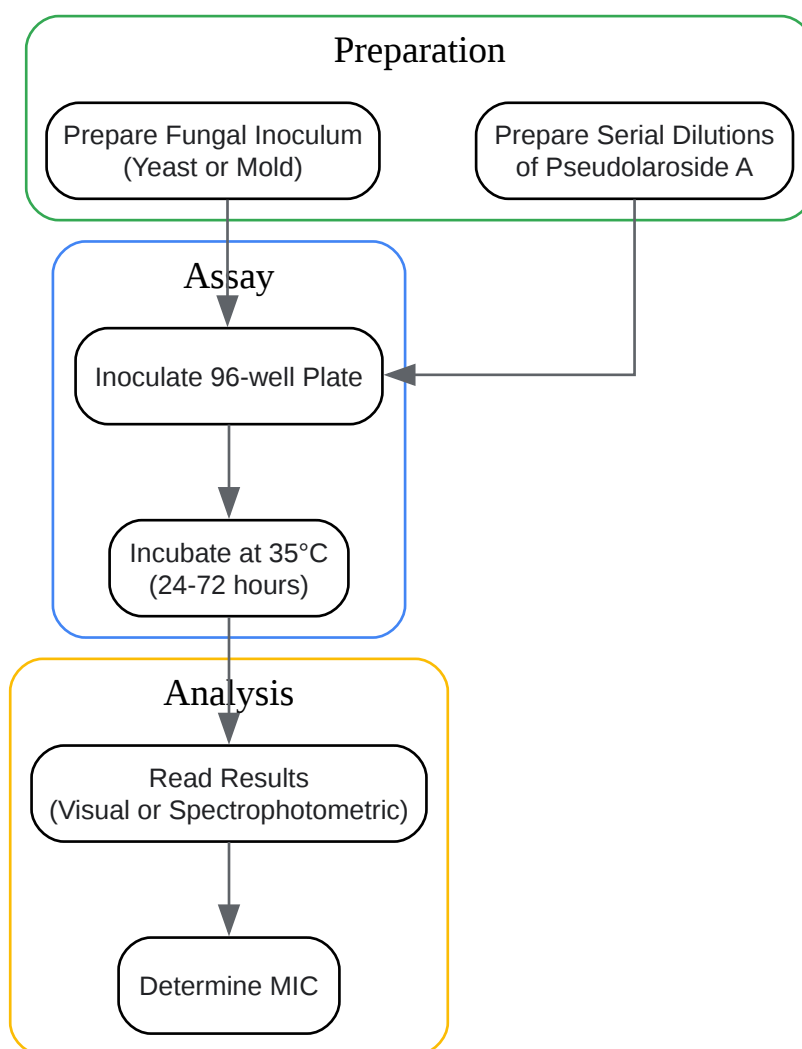 Preparation
Prepare Fungal Inoculum
(Yeast or Mold)
Prepare Serial Dilutions
of Pseudolaroside A
Assay
Inoculate 96-well Plate
Incubate at 35°C
(24-72 hours)
Analysis
Read Results
(Visual or Spectrophotometric)
Determine MIC